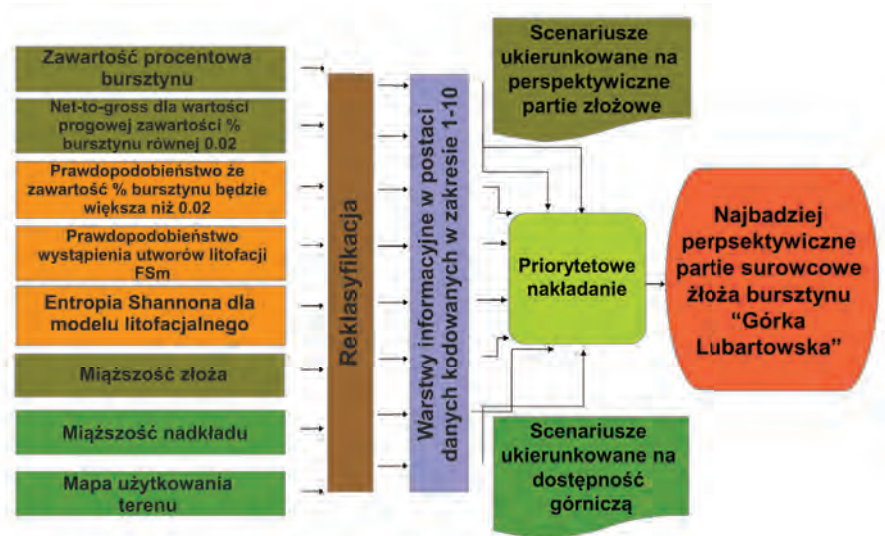 Zawartość procentowa
bursztynu
Net-to-gross dla wartości
progowej zawartości %
bursztynu równej 0.02
Prawdopodobieństwo że
zawartość % bursztynu będzie
większa niż 0.02
Prawdopodobieństwo
wystąpienia utworów litofacji
FSm
Entropia Shannona dla
modelu litofacjalnego
Miąższość złoża
Miąższość nadkładu
Mapa użytkowania
terenu
Reklasyfikacja
Warstwy informacyjne w postaci
danych kodowanych w zakresie 1-10
Scenariusze
ukierunkowane na
perspektywiczne
partie złożowe
Priorytetowe
nakładanie
Scenariusze
ukierunkowane na
dostępność
górniczą
Najbadziej
perpsektywiczne
partie surowcowe
złoża bursztynu
“Górka
Lubartowska”